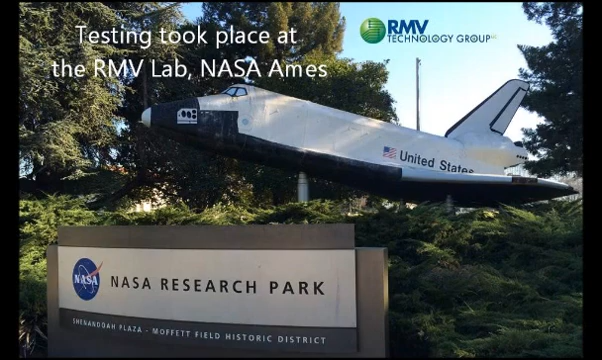 Testing took place at
the RMV Lab, NASA Ames
RMV
TECHNOLOGY GROUP
United States
NASA
NASA RESEARCH PARK
SHENANDOAH PLAZA - MOFFETT FIELD HISTORIC DISTRICT